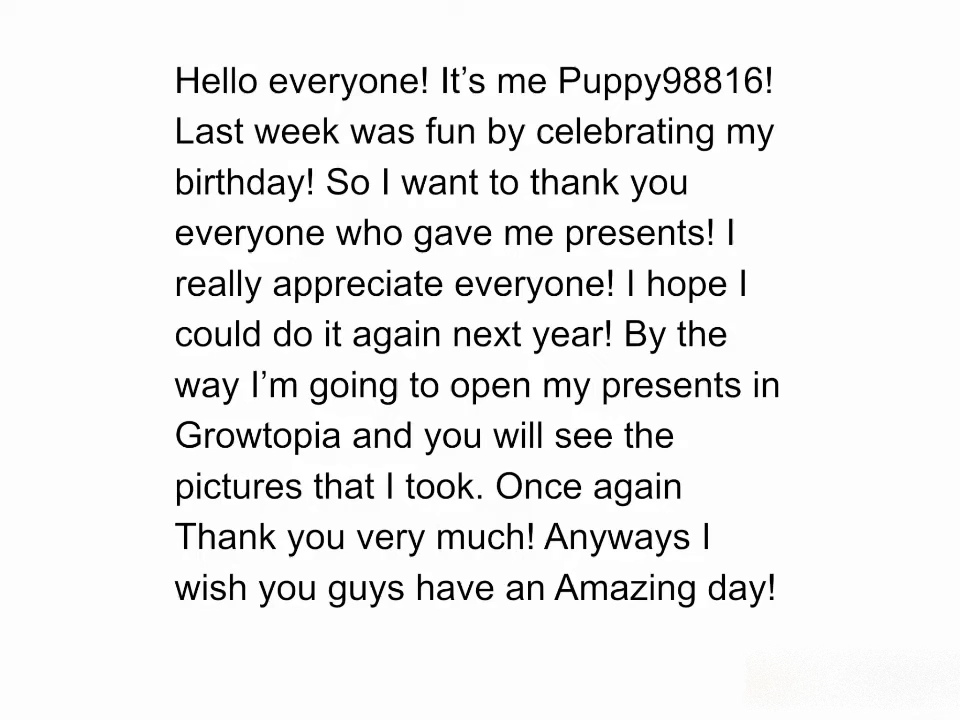 Hello everyone! It’s me Puppy98816!
Last week was fun by celebrating my
birthday! So I want to thank you
everyone who gave me presents! I
really appreciate everyone! I hope I
could do it again next year! By the
way I’m going to open my presents in
Growtopia and you will see the
pictures that I took. Once again
Thank you very much! Anyways I
wish you guys have an Amazing day!